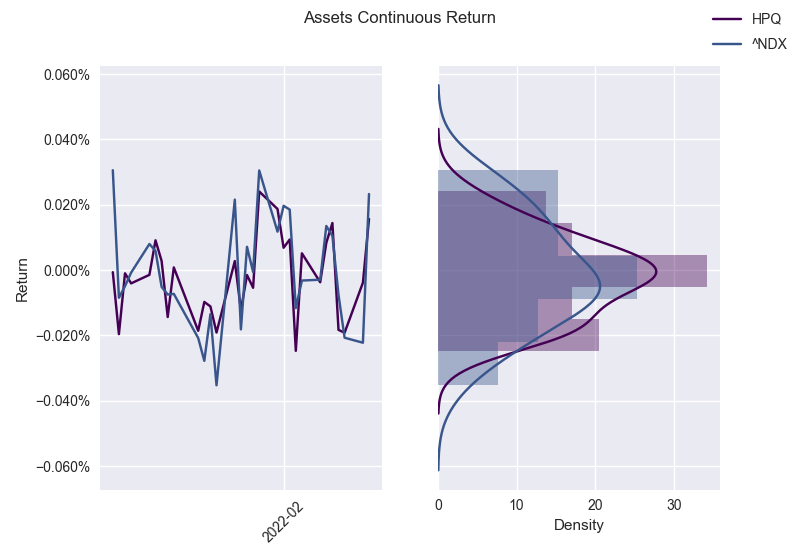 Assets Continuous Return
HPQ
^NDX
0.060%
0.040%
0.020%
0.000%
−0.020%
−0.040%
−0.060%
Return
2022-02
0 10 20 30
Density